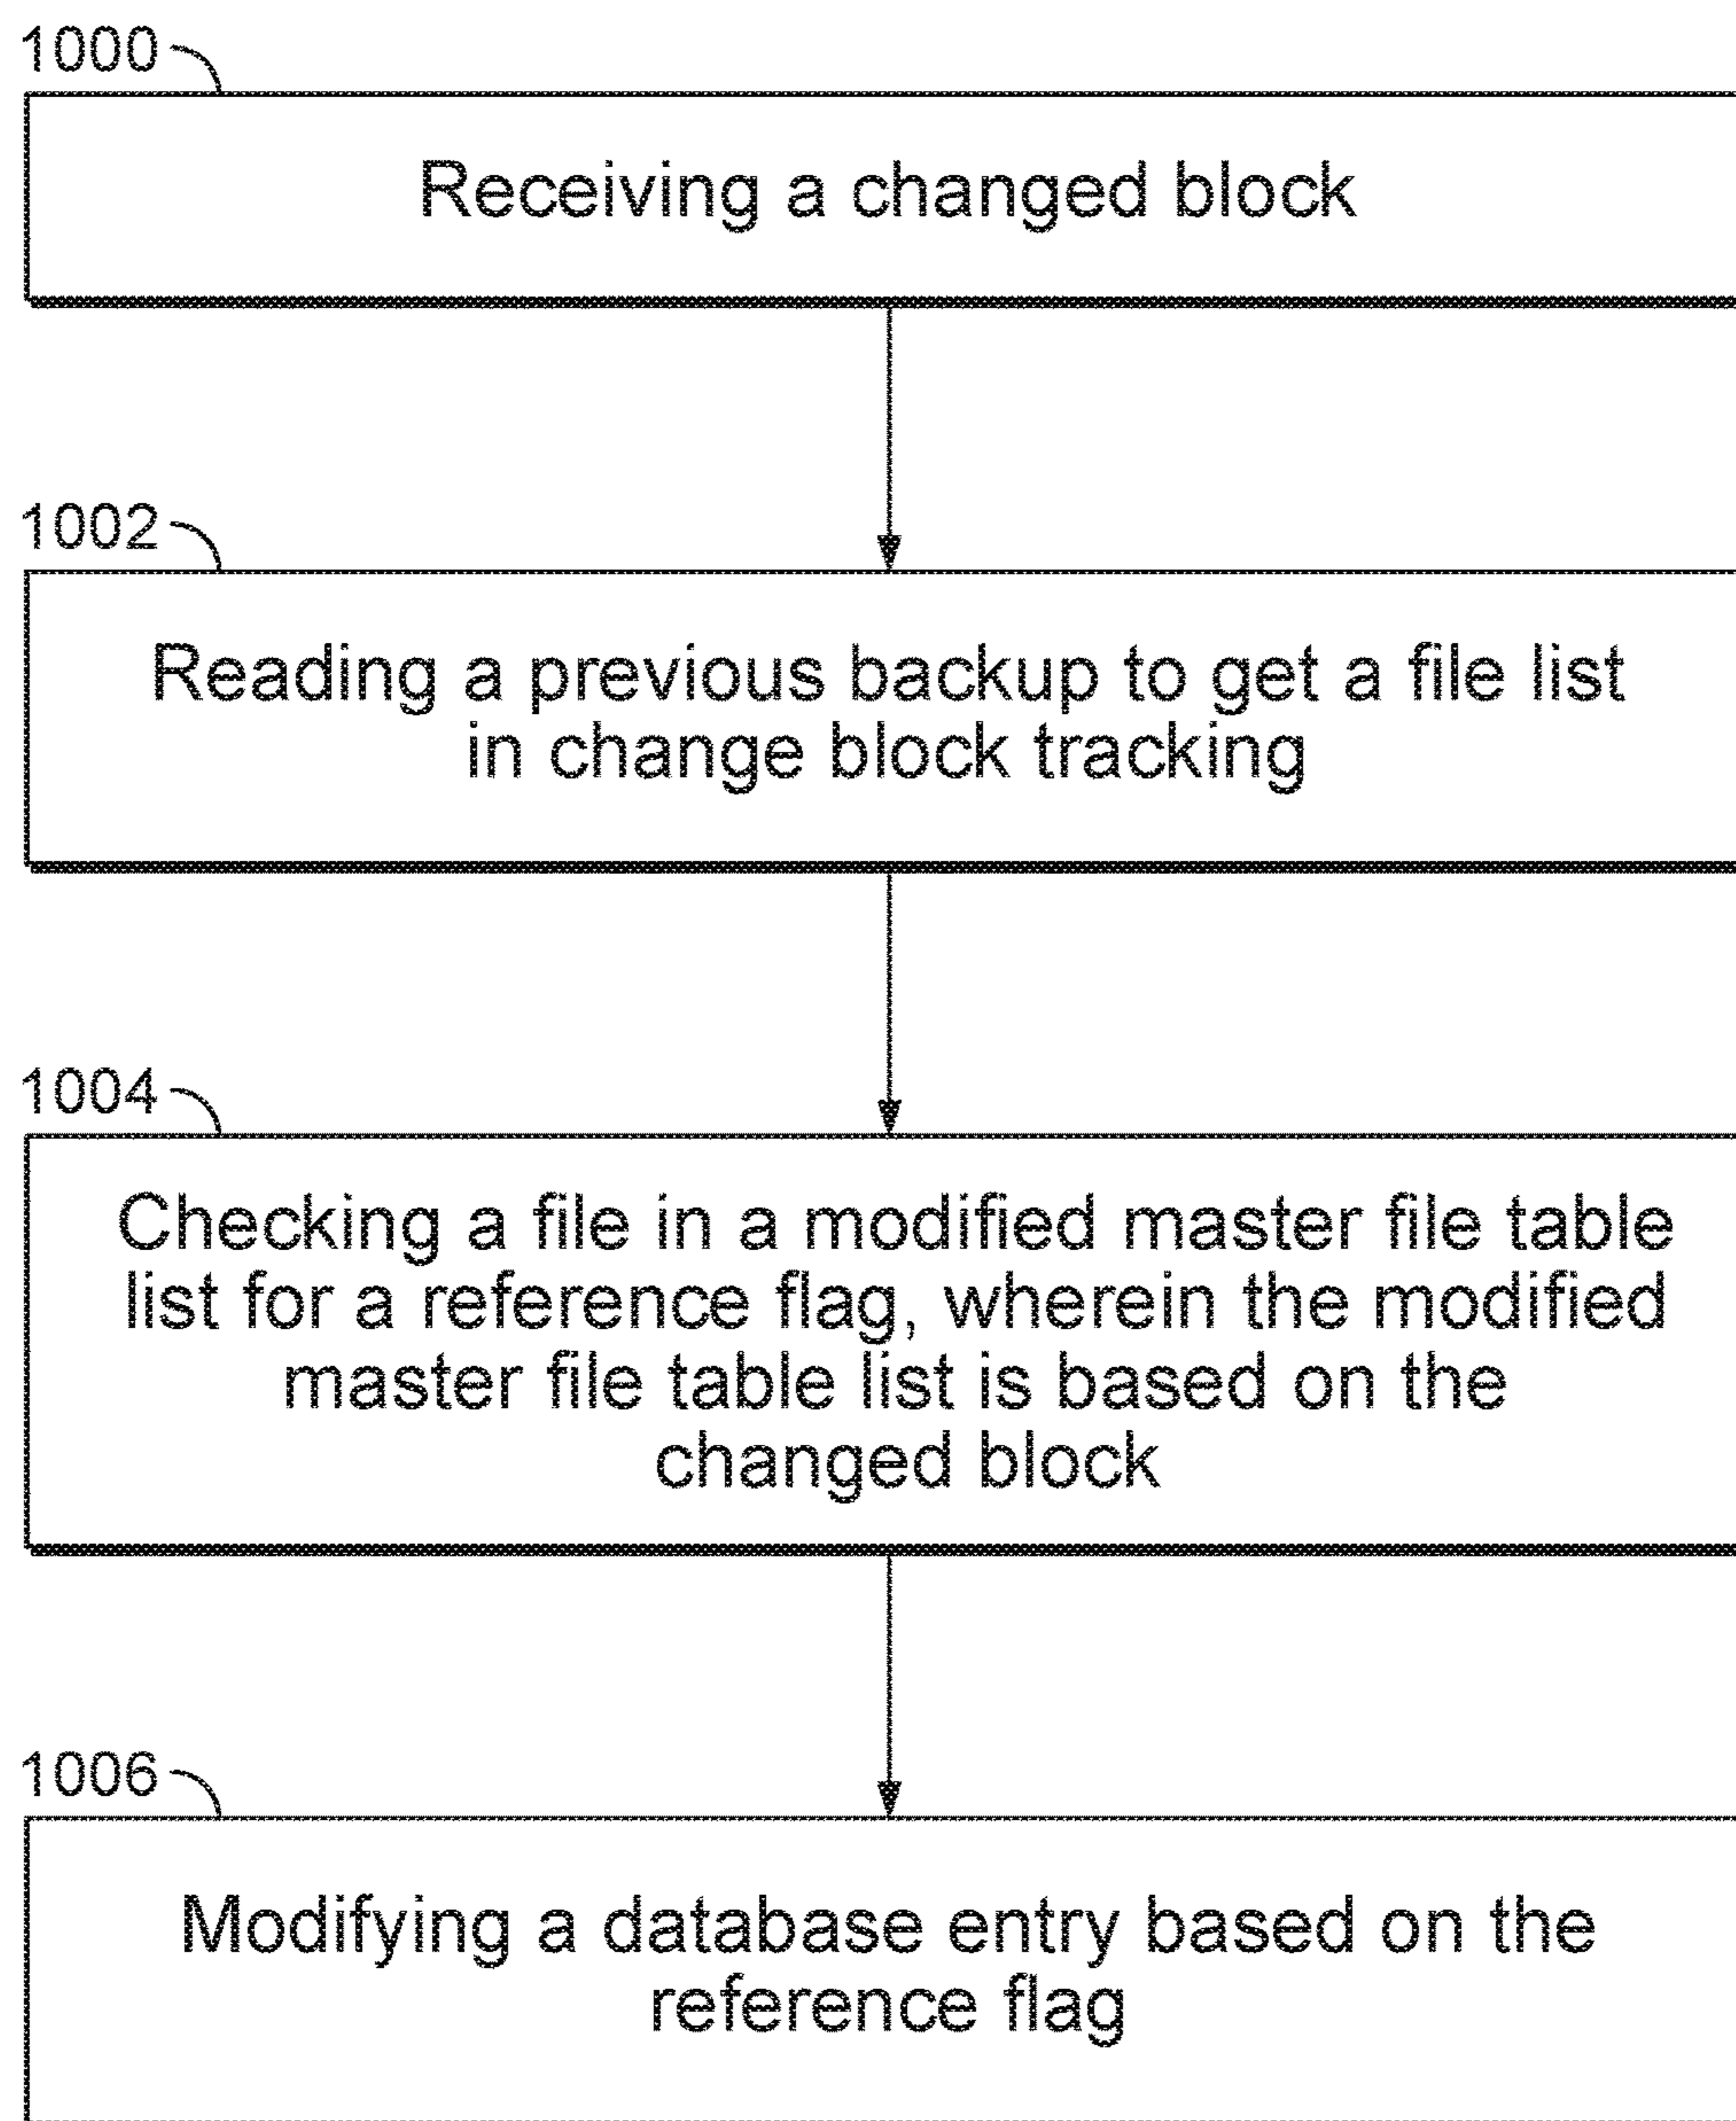 1000
Receiving a changed block
1002
Reading a previous backup to get a file list
in change block tracking
1004
Checking a file in a modified master file table
list for a reference flag, wherein the modified
master file table list is based on the
changed block
1006
Modifying a database entry based on the
reference flag